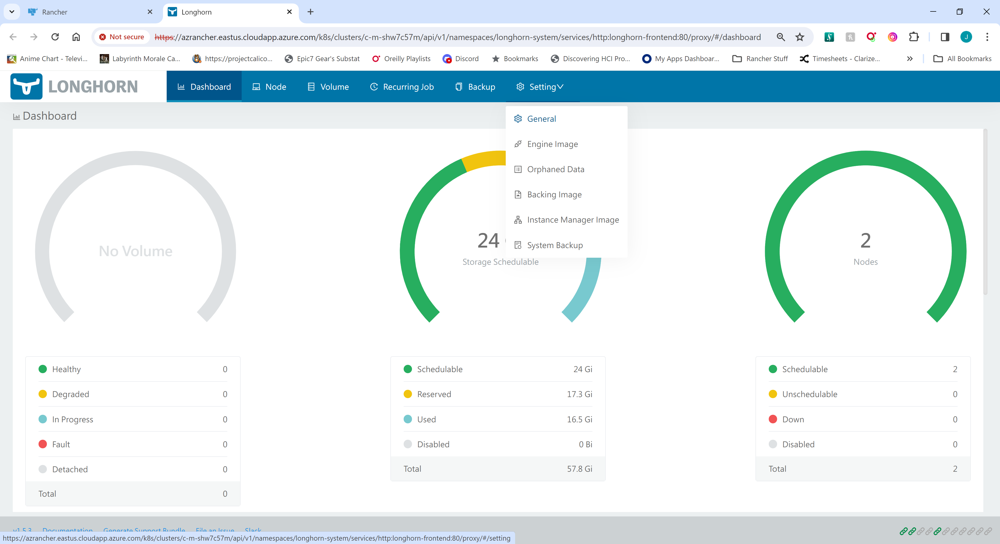 Rancher
Longhorn
Not secure
https://azrancher.eastus.cloudapp.azure.com/k8s/clusters/c-m-shw7c57m/api/v1/namespaces/longhorn-system/services/http:longhorn-frontend:80/proxy/#/dashboard
J
Anime Chart - Televi...
Labyrinth Morale Ca...
https://projectcalico...
Epic7 Gear's Substat
Oreilly Playlists
Discord
Bookmarks
Discovering HCI Pro...
My Apps Dashboar...
Rancher Stuff
Timesheets - Clarize...
All Bookmarks
LONGHORN
Dashboard
Node
Volume
Recurring Job
Backup
Setting
Dashboard
General
Engine Image
Orphaned Data
Backing Image
Instance Manager Image
System Backup
No Volume
24
Storage Schedulable
2
Nodes
Healthy 0
Degraded 0
In Progress 0
Fault 0
Detached 0
Total 0
Schedulable 24 Gi
Reserved 17.3 Gi
Used 16.5 Gi
Disabled 0 Bi
Total 57.8 Gi
Schedulable 2
Unschedulable 0
Down 0
Disabled 0
Total 2
v1.5.3 Documentation Generate Support Bundle File an Issue Slack
https://azrancher.eastus.cloudapp.azure.com/k8s/clusters/c-m-shw7c57m/api/v1/namespaces/longhorn-system/services/http:longhorn-frontend:80/proxy/#/setting